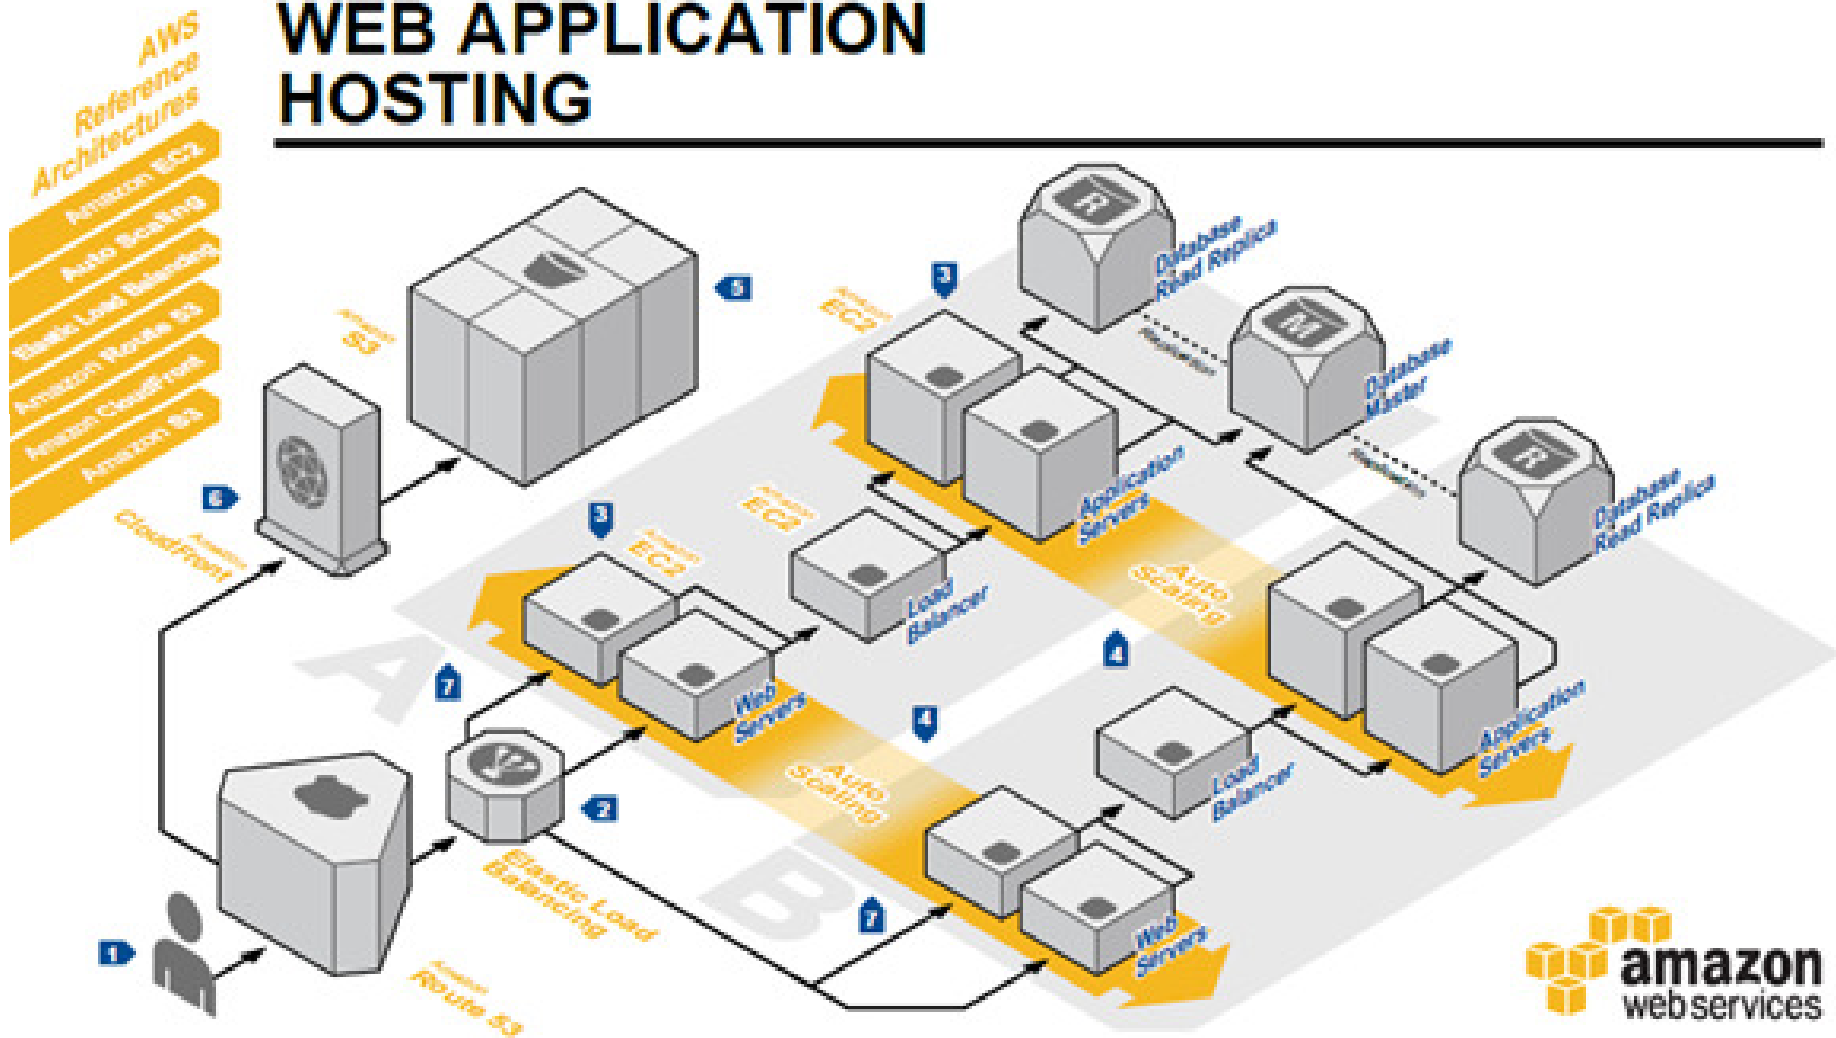 WEB APPLICATION
HOSTING
AWS
Reference
Architectures
Amazon EC2
Auto Scaling
Elastic Load Balancing
Amazon Route 53
Amazon CloudFront
Amazon S3
Amazon
S3
5
Amazon
CloudFront
6
1
Amazon
Route 53
Elastic Load
Balancing
2
7
3
Amazon
EC2
Web
Servers
Auto
Scaling
4
7
Web
Servers
Amazon
EC2
Load
Balancer
Load
Balancer
Amazon
EC2
3
Application
Servers
Auto
Scaling
4
Application
Servers
R
Database
Read Replica
Replication
M
Database
Master
Replication
R
Database
Read Replica
A
B
amazon
webservices